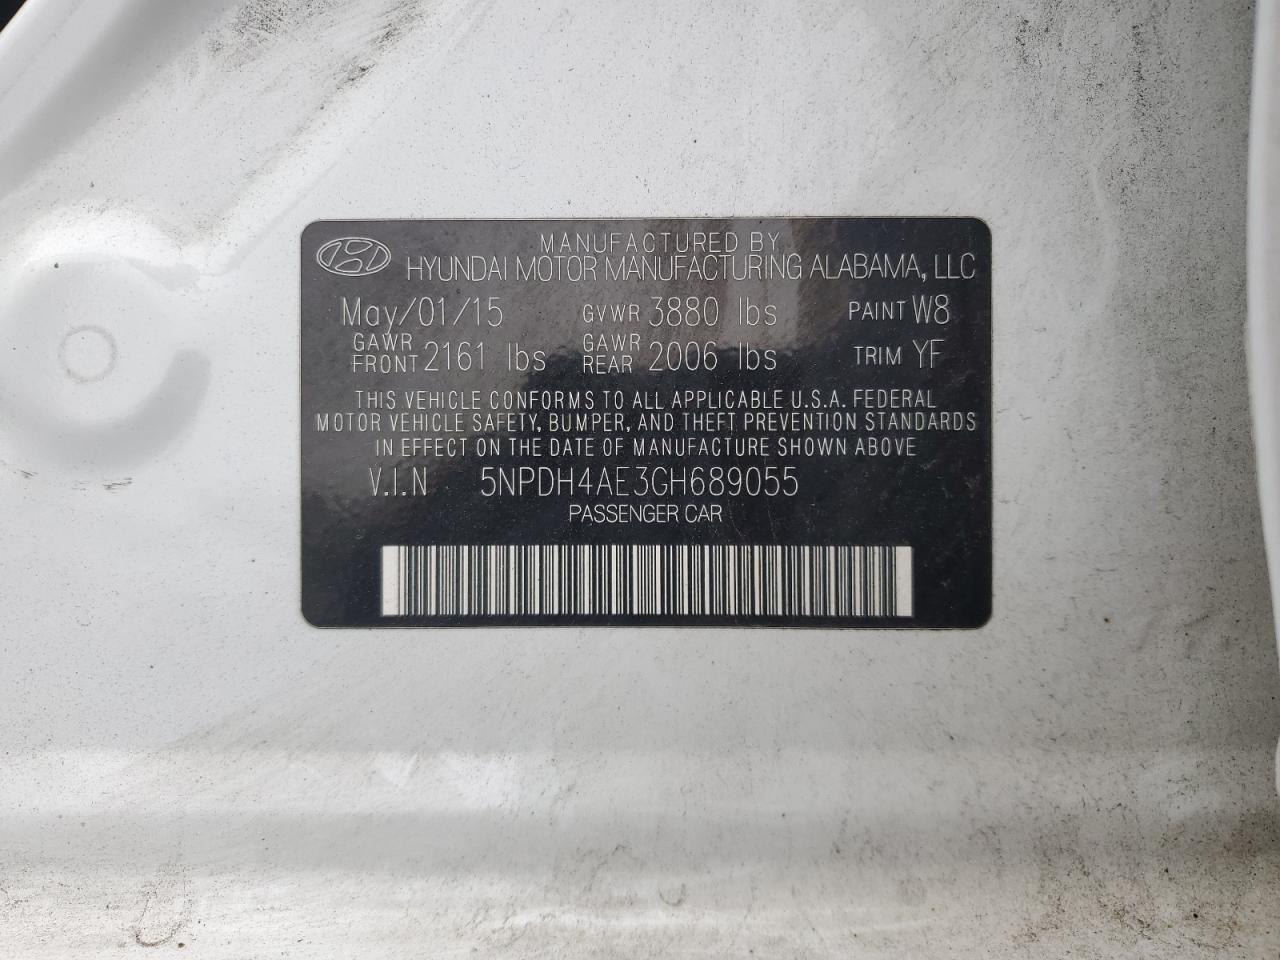 MANUFACTURED BY
HYUNDAI MOTOR MANUFACTURING ALABAMA, LLC
May/01/15 GVWR 3880 lbs PAINT W8
GAWR FRONT 2161 lbs GAWR REAR 2006 lbs TRIM YF
THIS VEHICLE CONFORMS TO ALL APPLICABLE U.S.A. FEDERAL
MOTOR VEHICLE SAFETY, BUMPER, AND THEFT PREVENTION STANDARDS
IN EFFECT ON THE DATE OF MANUFACTURE SHOWN ABOVE
V.I.N 5NPDH4AE3GH689055
PASSENGER CAR